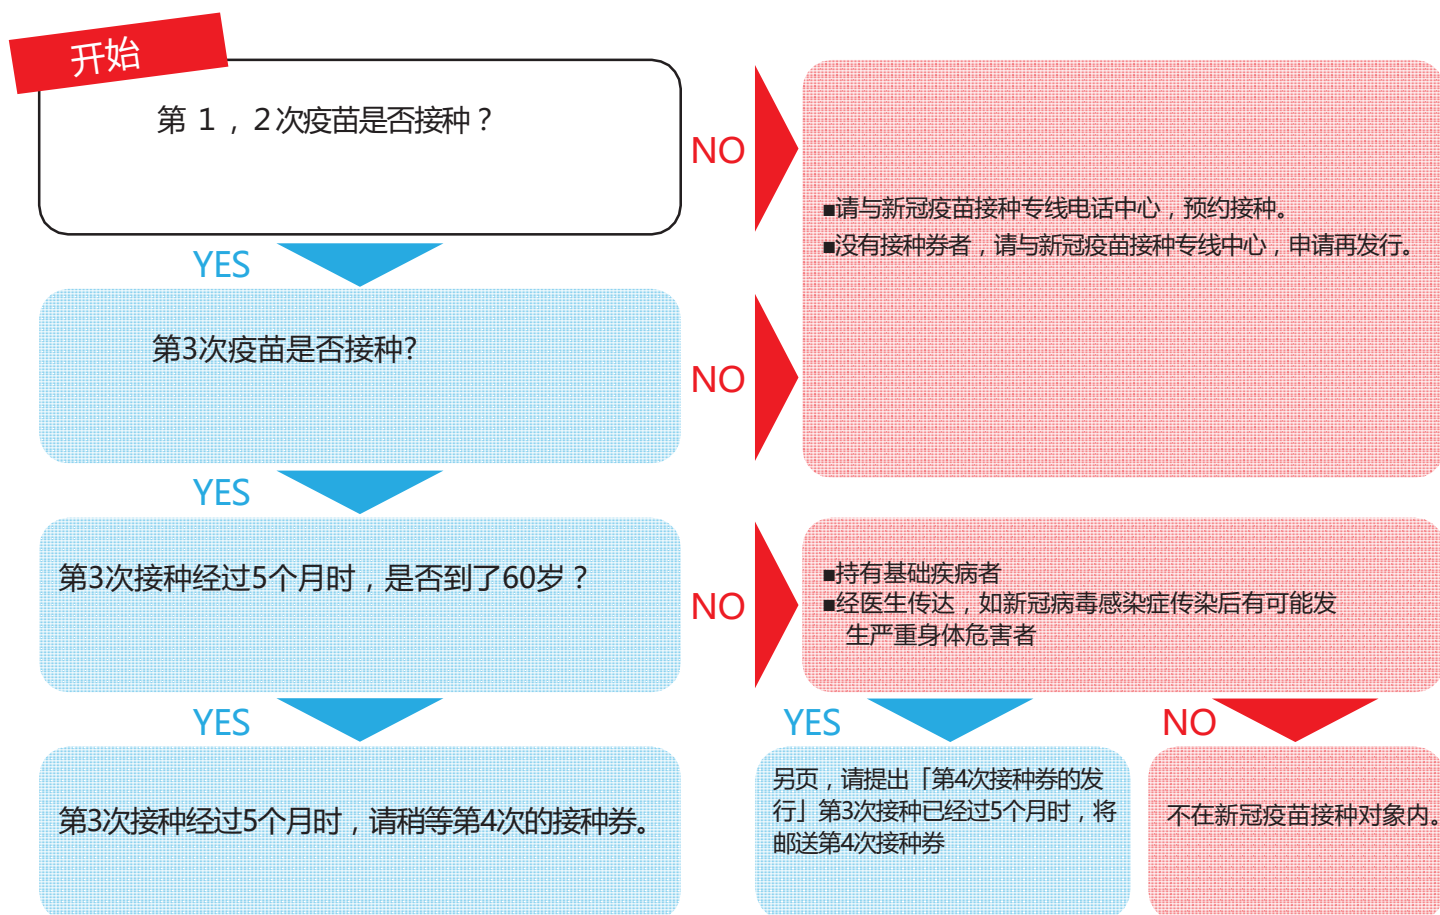 开始
第 1，2次疫苗是否接种？
NO
■请与新冠疫苗接种专线电话中心，预约接种。
■没有接种券者，请与新冠疫苗接种专线中心，申请再发行。
YES
第3次疫苗是否接种?
NO
YES
第3次接种经过5个月时，是否到了60岁？
NO
■持有基础疾病者
■经医生传达，如新冠病毒感染症传染后有可能发
生严重身体危害者
YES
YES
NO
第3次接种经过5个月时，请稍等第4次的接种券。
另页，请提出「第4次接种券的发
行」第3次接种已经过5个月时，将
邮送第4次接种券
不在新冠疫苗接种对象内。